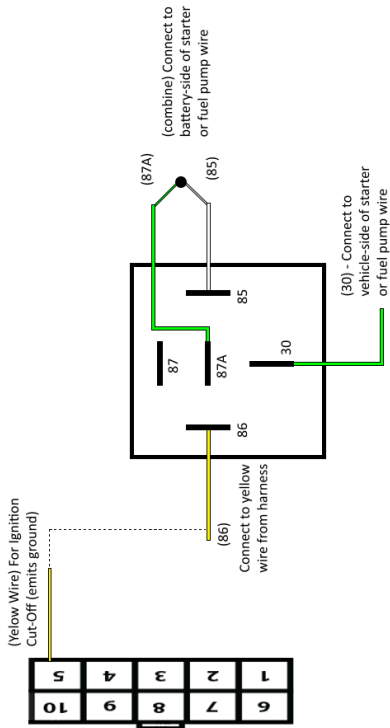 (Yelow Wire) For Ignition
Cut-Off (emits ground)
5
4
3
2
1
10
9
8
7
6
(86)
Connect to yellow
wire from harness
86
87
87A
30
85
(87A)
(85)
(combine) Connect to
battery-side of starter
or fuel pump wire
(30) - Connect to
vehicle-side of starter
or fuel pump wire